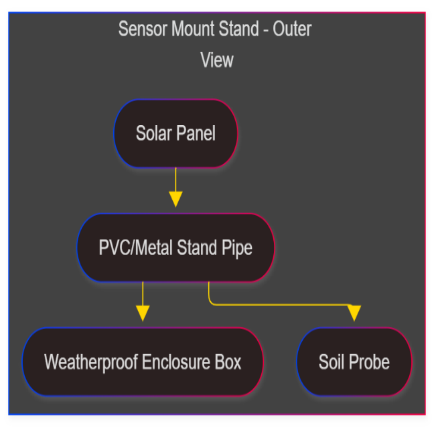 Sensor Mount Stand - Outer
View
Solar Panel
PVC/Metal Stand Pipe
Weatherproof Enclosure Box
Soil Probe